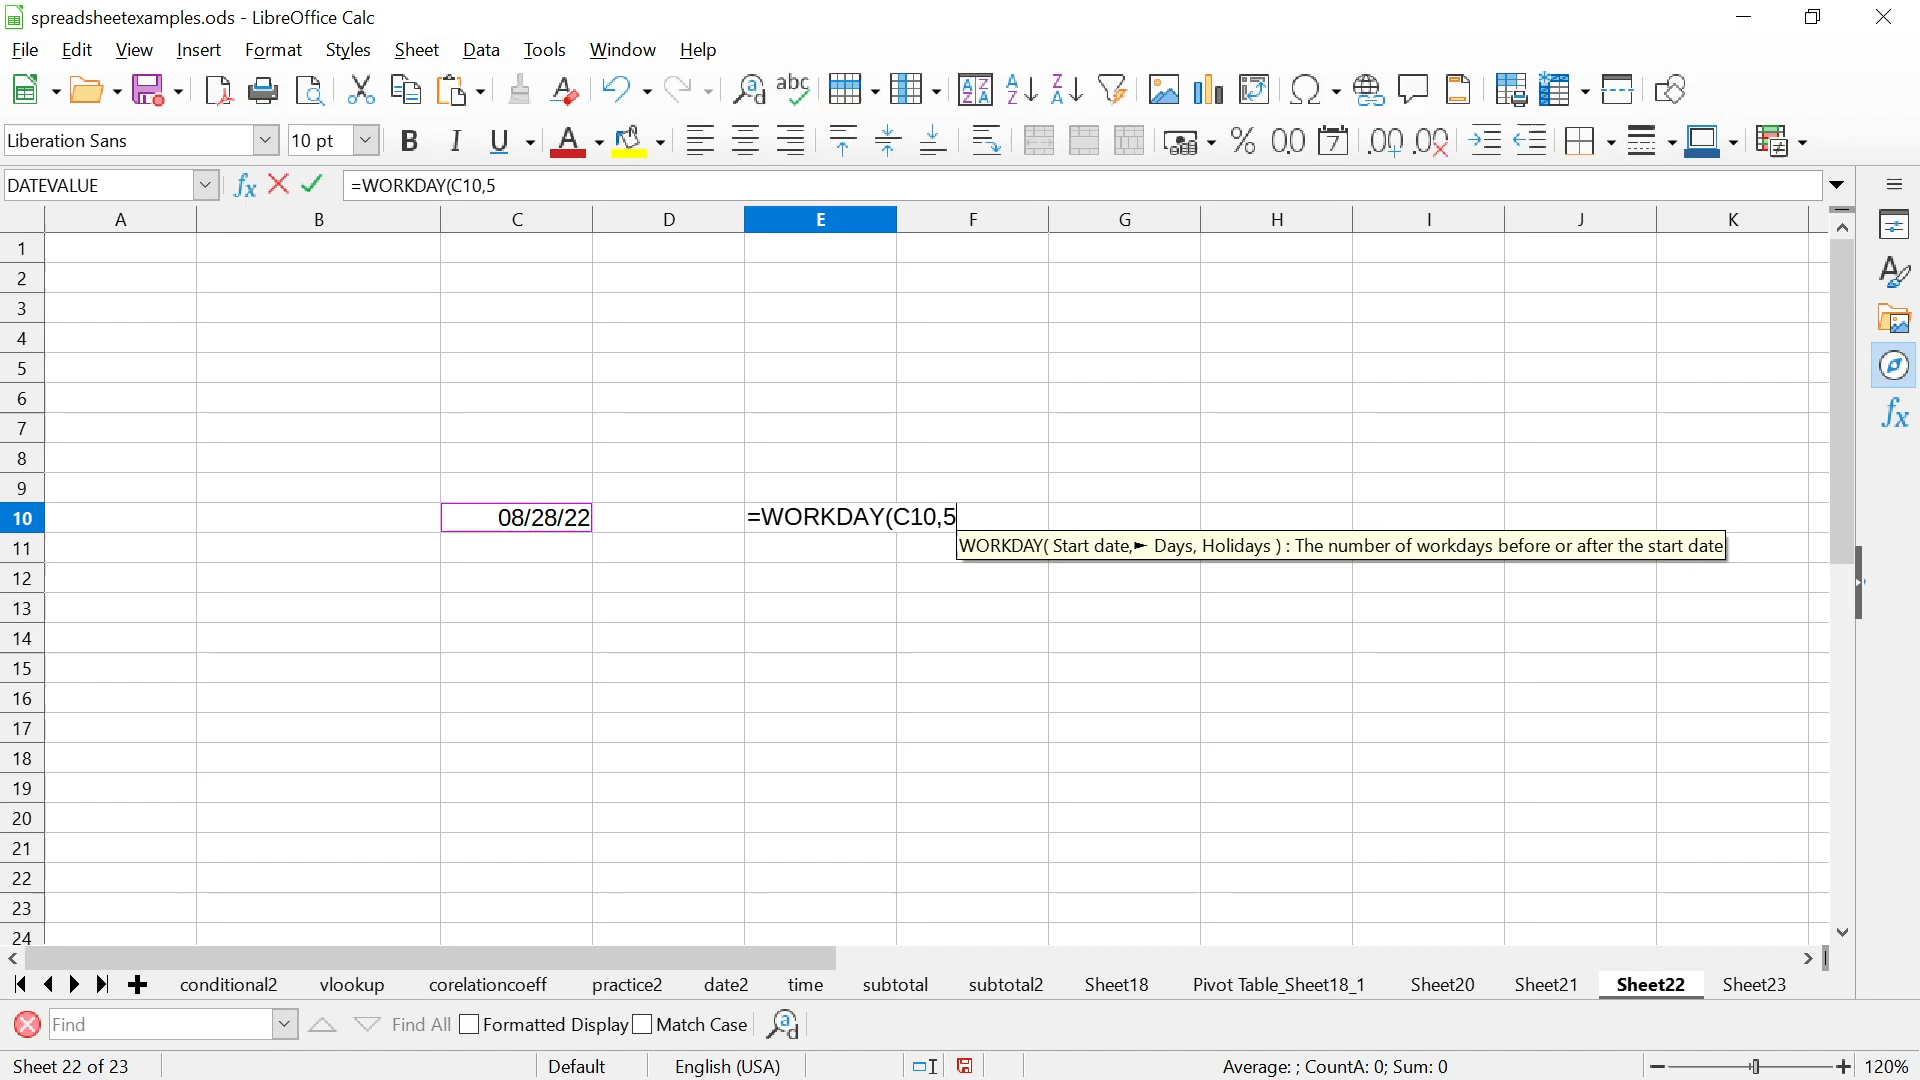 spreadsheetexamples.ods - LibreOffice Calc
File Edit View Insert Format Styles Sheet Data Tools Window Help
Liberation Sans 10 pt
DATEVALUE =WORKDAY(C10,5
A B C D E F G H I J K
1
2
3
4
5
6
7
8
9
10 08/28/22 =WORKDAY(C10,5
11 WORKDAY( Start date,► Days, Holidays ) : The number of workdays before or after the start date
12
13
14
15
16
17
18
19
20
21
22
23
24
conditional2 vlookup corelationcoeff practice2 date2 time subtotal subtotal2 Sheet18 Pivot Table_Sheet18_1 Sheet20 Sheet21 Sheet22 Sheet23
Find Find All Formatted Display Match Case
Sheet 22 of 23 Default English (USA) Average: ; CountA: 0; Sum: 0 120%